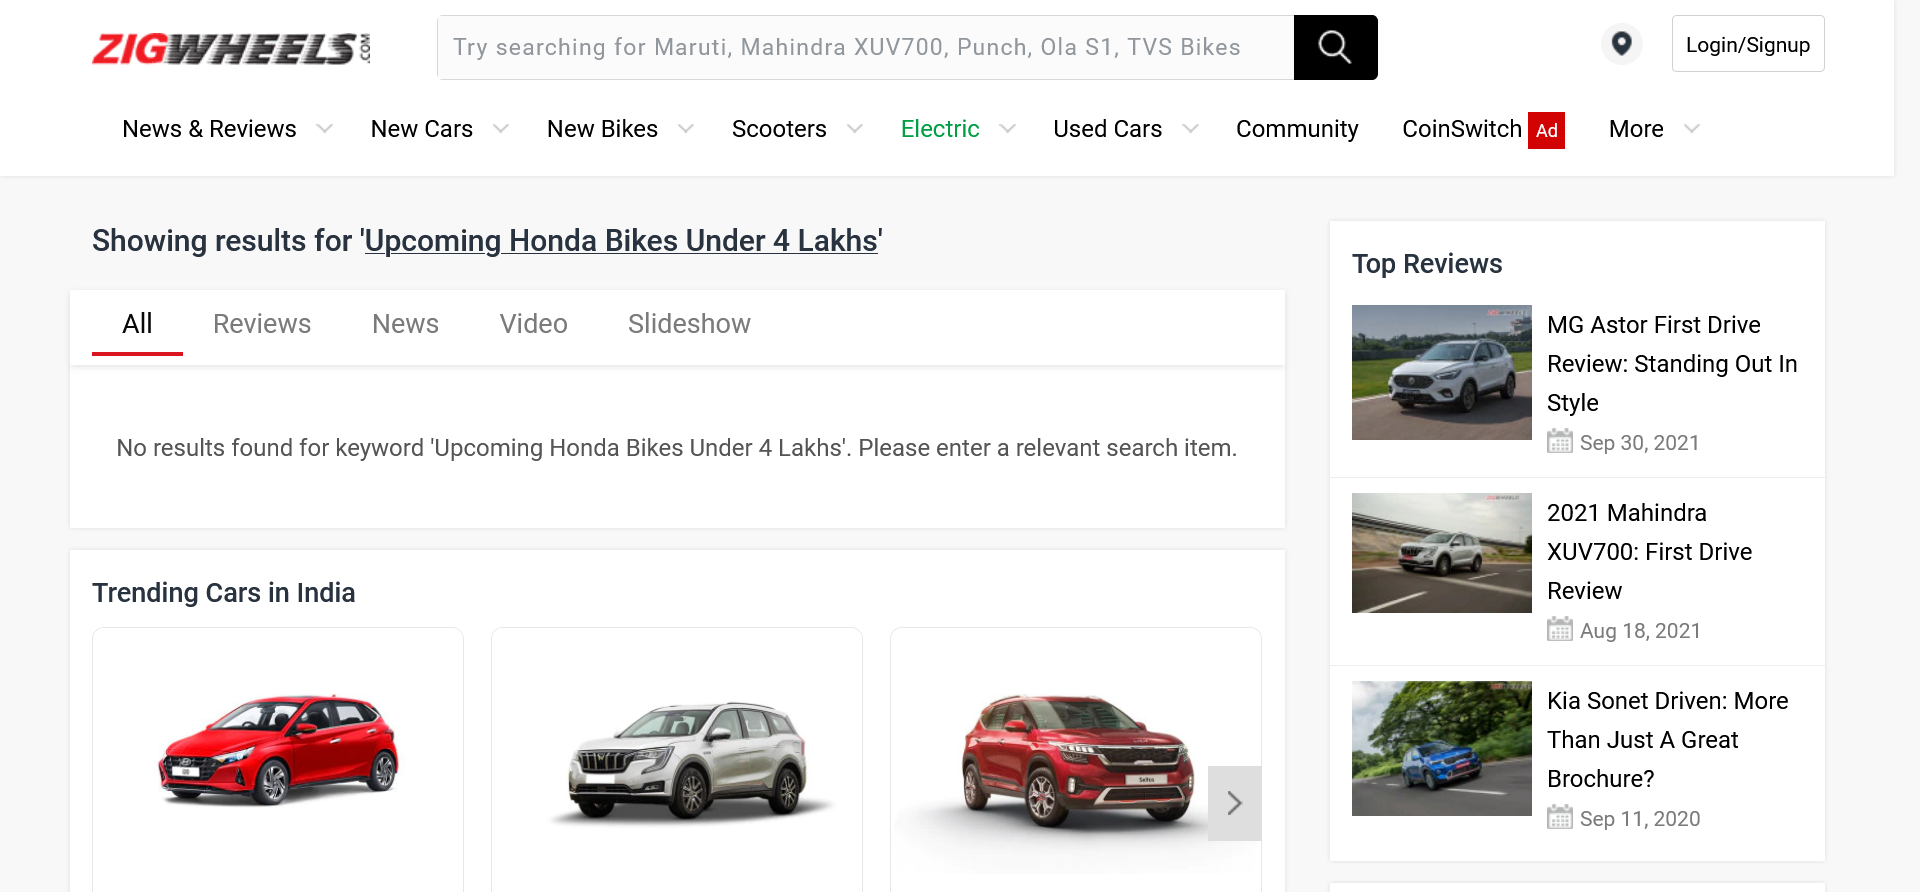 ZIGWHEELS.COM
Try searching for Maruti, Mahindra XUV700, Punch, Ola S1, TVS Bikes
Login/Signup
News & Reviews
New Cars
New Bikes
Scooters
Electric
Used Cars
Community
CoinSwitch Ad
More
Showing results for 'Upcoming Honda Bikes Under 4 Lakhs'
All
Reviews
News
Video
Slideshow
No results found for keyword 'Upcoming Honda Bikes Under 4 Lakhs'. Please enter a relevant search item.
Trending Cars in India
i20
Seltos
Top Reviews
MG Astor First Drive
Review: Standing Out In
Style
Sep 30, 2021
2021 Mahindra
XUV700: First Drive
Review
Aug 18, 2021
Kia Sonet Driven: More
Than Just A Great
Brochure?
Sep 11, 2020